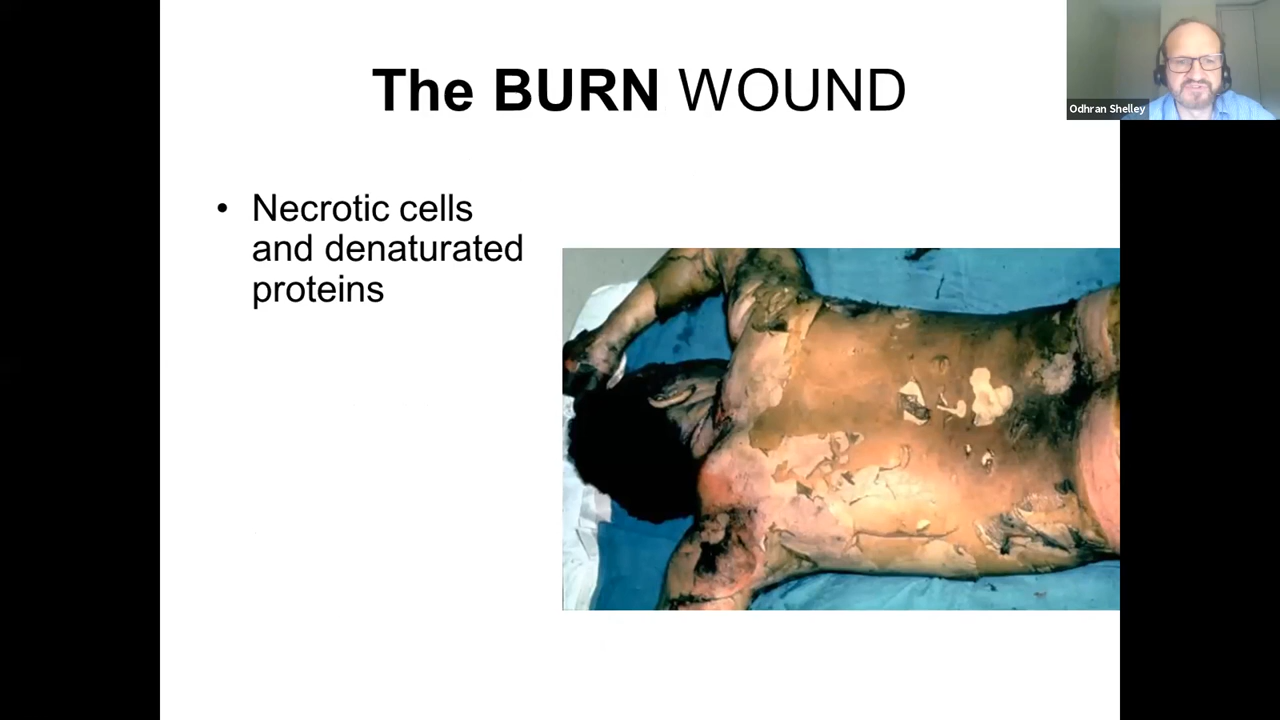 The BURN WOUND
Odhran Shelley
• Necrotic cells
and denaturated
proteins